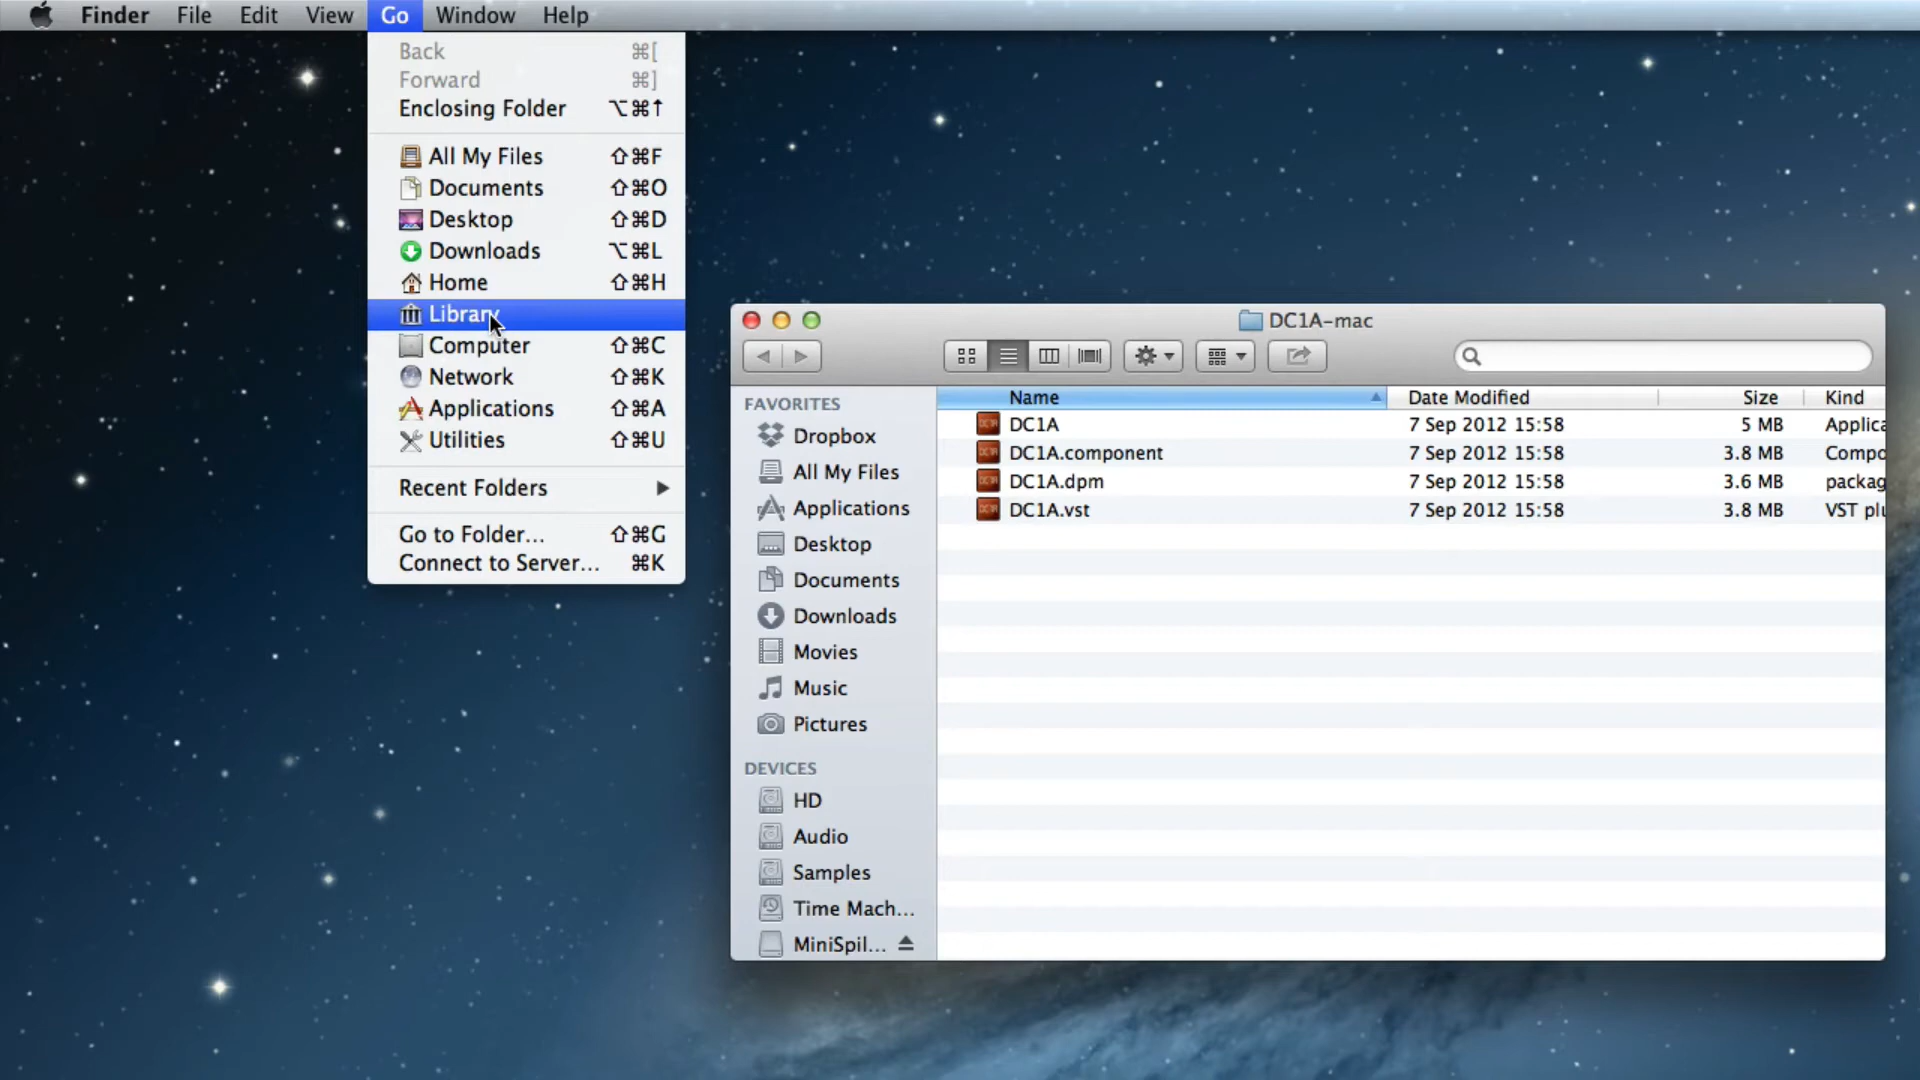 Finder File Edit View Go Window Help
Back ⌘[
Forward ⌘]
Enclosing Folder ⌥⌘↑
All My Files ⇧⌘F
Documents ⇧⌘O
Desktop ⇧⌘D
Downloads ⌥⌘L
Home ⇧⌘H
Library
Computer ⇧⌘C
Network ⇧⌘K
Applications ⇧⌘A
Utilities ⇧⌘U
Recent Folders ▶
Go to Folder... ⇧⌘G
Connect to Server... ⌘K
DC1A-mac
FAVORITES
Dropbox
All My Files
Applications
Desktop
Documents
Downloads
Movies
Music
Pictures
DEVICES
HD
Audio
Samples
Time Mach...
MiniSpil...
Name Date Modified Size Kind
DC1A 7 Sep 2012 15:58 5 MB Applica
DC1A.component 7 Sep 2012 15:58 3.8 MB Compo
DC1A.dpm 7 Sep 2012 15:58 3.6 MB packag
DC1A.vst 7 Sep 2012 15:58 3.8 MB VST plu